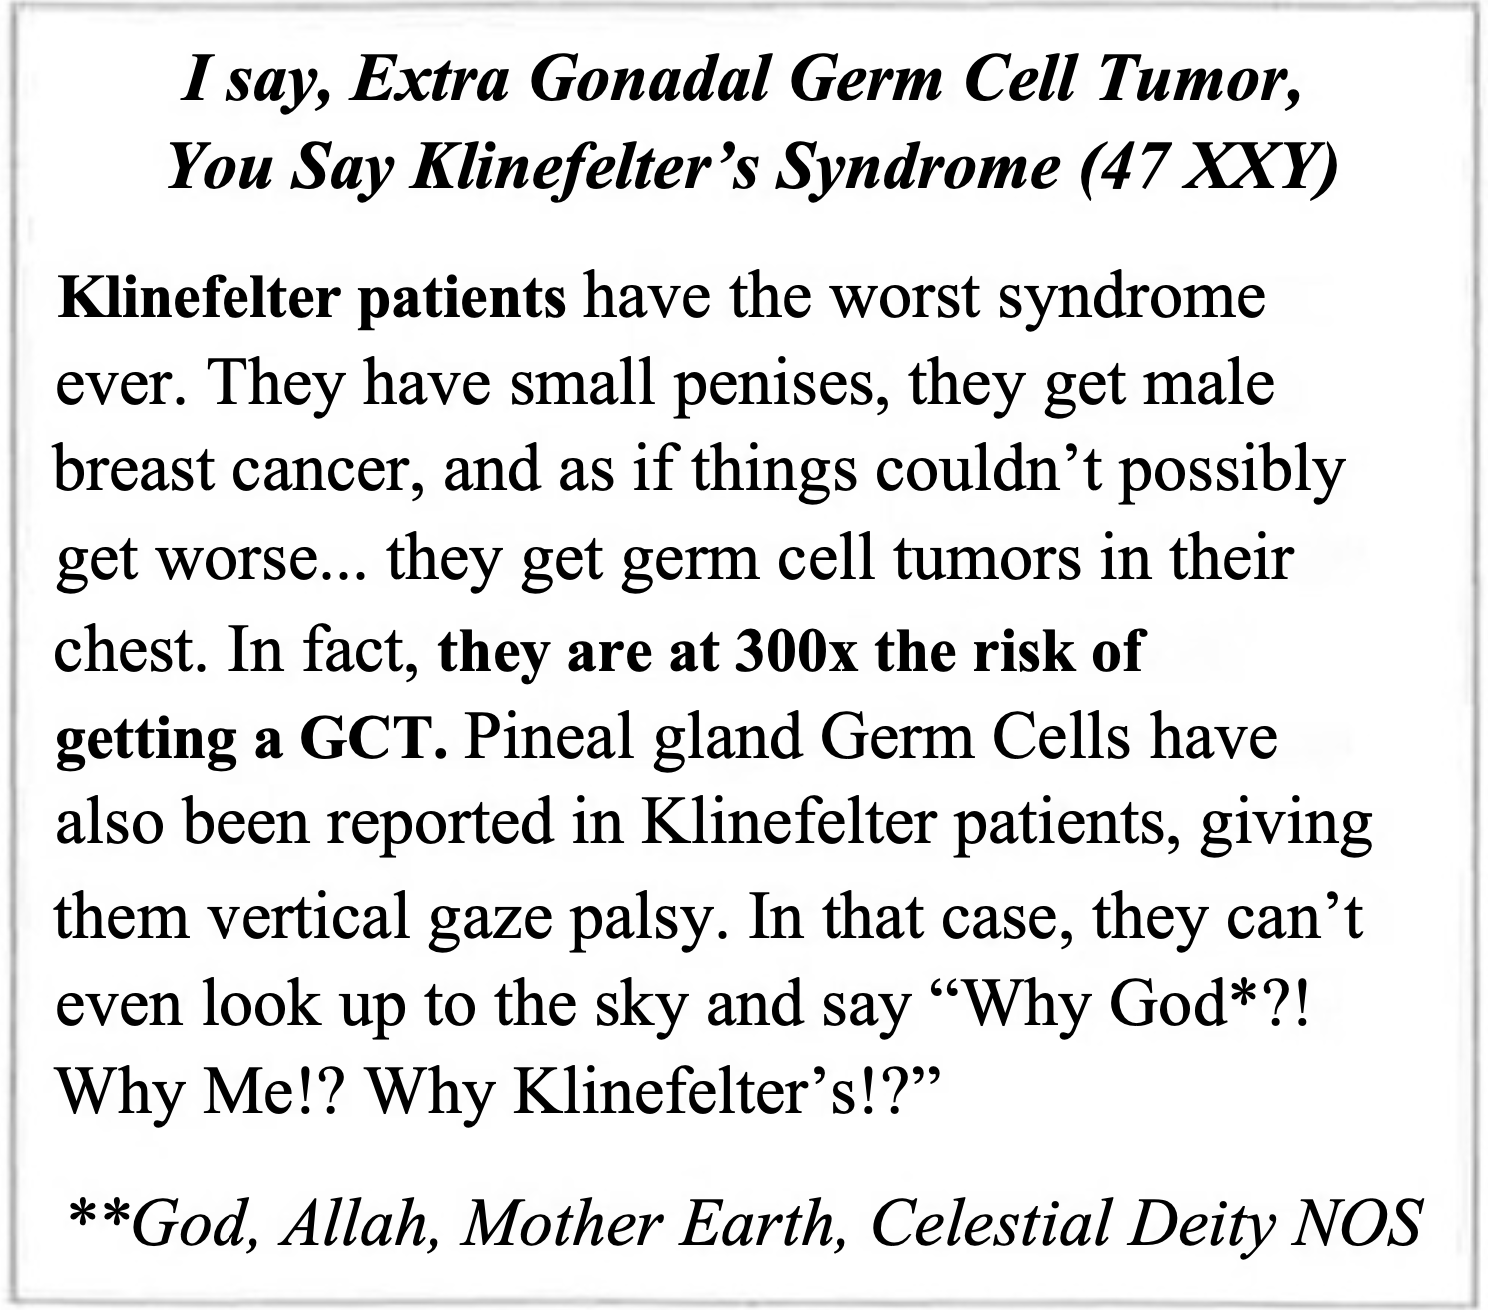 I say, Extra Gonadal Germ Cell Tumor,
You Say Klinefelter’s Syndrome (47 XXY)
Klinefelter patients have the worst syndrome
ever. They have small penises, they get male
breast cancer, and as if things couldn’t possibly
get worse... they get germ cell tumors in their
chest. In fact, they are at 300x the risk of
getting a GCT. Pineal gland Germ Cells have
also been reported in Klinefelter patients, giving
them vertical gaze palsy. In that case, they can’t
even look up to the sky and say “Why God*?!
Why Me!? Why Klinefelter’s!?”
**God, Allah, Mother Earth, Celestial Deity NOS